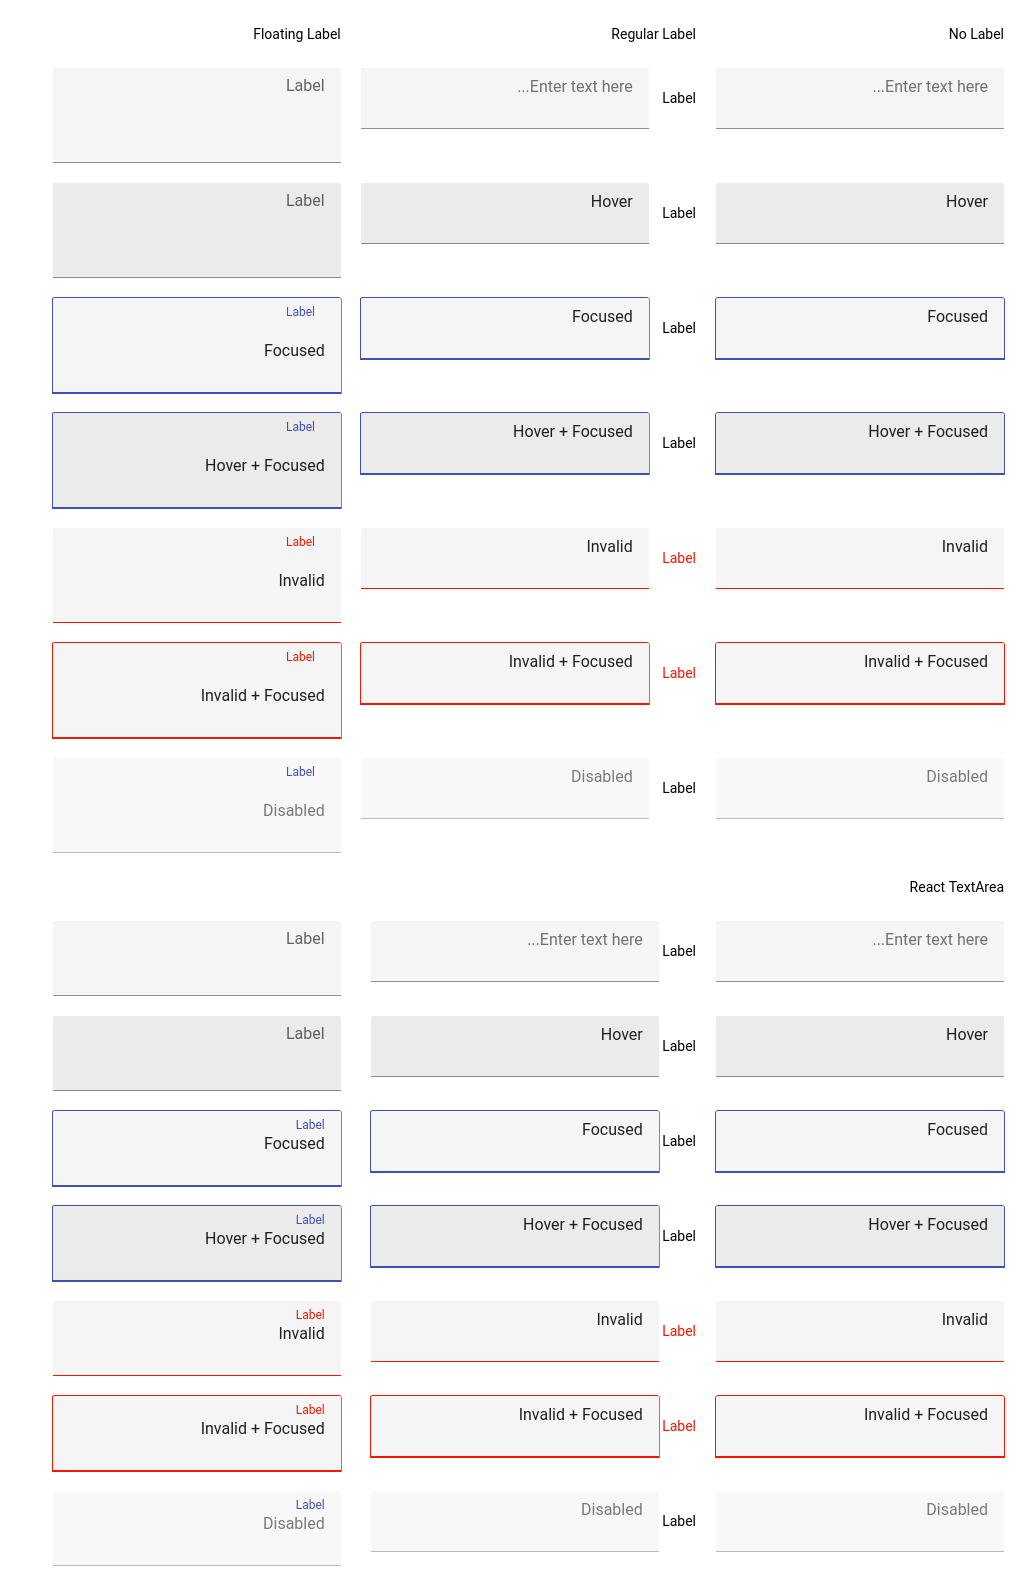 Floating Label
Regular Label
No Label
Label
...Enter text here
Label
...Enter text here
Label
Hover
Label
Hover
Label
Focused
Focused
Label
Focused
Label
Hover + Focused
Hover + Focused
Label
Hover + Focused
Label
Invalid
Invalid
Label
Invalid
Label
Invalid + Focused
Invalid + Focused
Label
Invalid + Focused
Label
Disabled
Disabled
Label
Disabled
React TextArea
Label
...Enter text here
Label
...Enter text here
Label
Hover
Label
Hover
Label
Focused
Focused
Label
Focused
Label
Hover + Focused
Hover + Focused
Label
Hover + Focused
Label
Invalid
Invalid
Label
Invalid
Label
Invalid + Focused
Invalid + Focused
Label
Invalid + Focused
Label
Disabled
Disabled
Label
Disabled